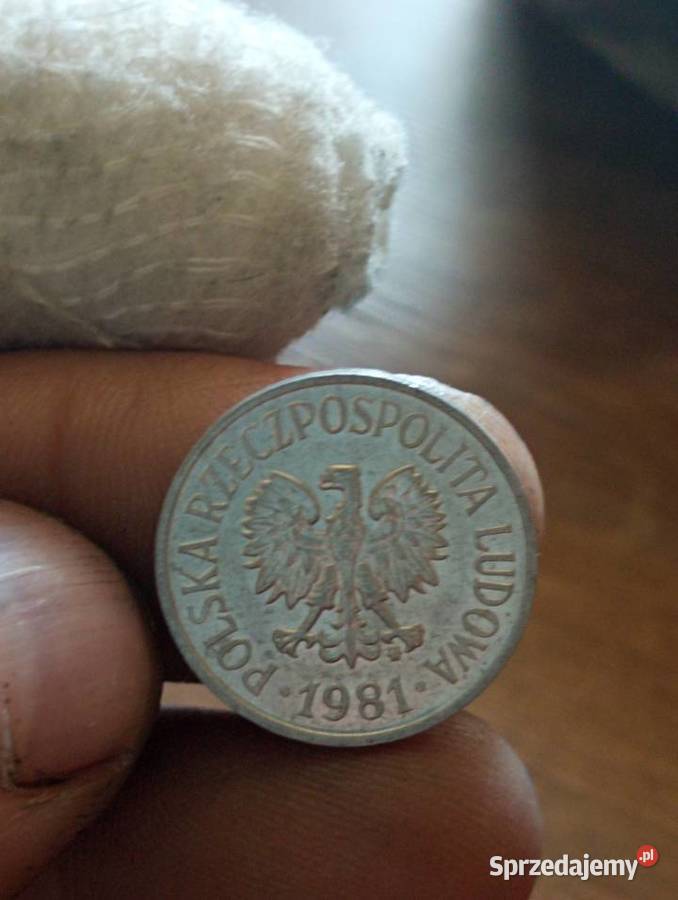 POLSKA RZECZPOSPOLITA LUDOWA
· 1981 ·
Sprzedajemy.pl